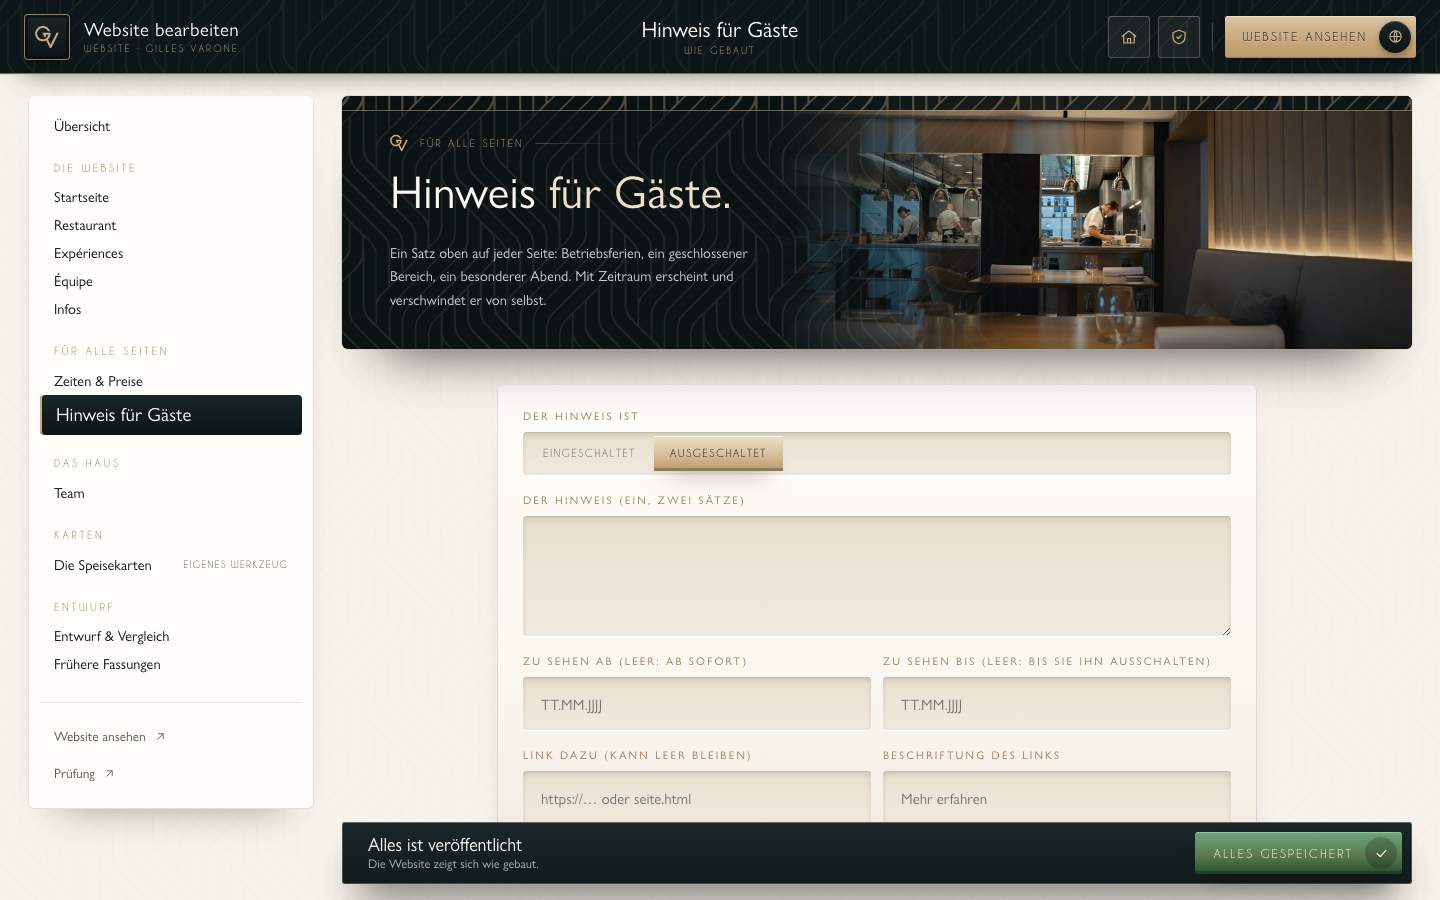 Website bearbeiten
WEBSITE · GILLES VARONE
Hinweis für Gäste
WIE GEBAUT
WEBSITE ANSEHEN
Übersicht
DIE WEBSITE
Startseite
Restaurant
Expériences
Équipe
Infos
FÜR ALLE SEITEN
Zeiten & Preise
Hinweis für Gäste
DAS HAUS
Team
KARTEN
Die Speisekarten
EIGENES WERKZEUG
ENTWURF
Entwurf & Vergleich
Frühere Fassungen
Website ansehen
Prüfung
FÜR ALLE SEITEN
Hinweis für Gäste.
Ein Satz oben auf jeder Seite: Betriebsferien, ein geschlossener
Bereich, ein besonderer Abend. Mit Zeitraum erscheint und
verschwindet er von selbst.
DER HINWEIS IST
EINGESCHALTET
AUSGESCHALTET
DER HINWEIS (EIN, ZWEI SÄTZE)
ZU SEHEN AB (LEER: AB SOFORT)
ZU SEHEN BIS (LEER: BIS SIE IHN AUSSCHALTEN)
TT.MM.JJJJ
TT.MM.JJJJ
LINK DAZU (KANN LEER BLEIBEN)
BESCHRIFTUNG DES LINKS
https://… oder seite.html
Mehr erfahren
Alles ist veröffentlicht
Die Website zeigt sich wie gebaut.
ALLES GESPEICHERT